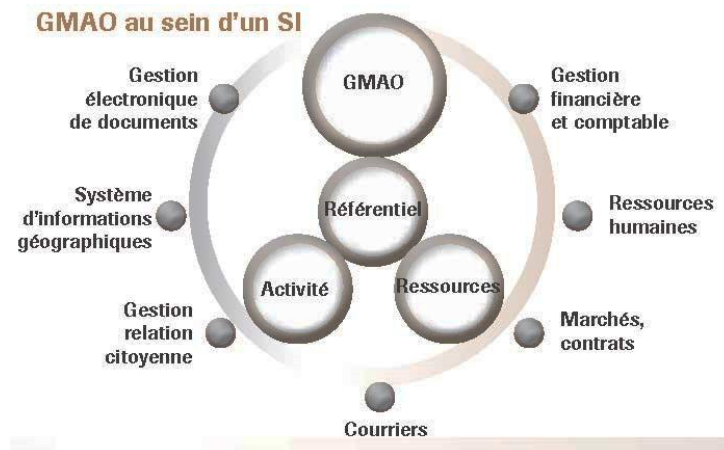 GMAO au sein d'un SI
GMAO
Gestion
électronique
de documents
Gestion
financière
et comptable
Système
d'informations
géographiques
Référentiel
Ressources
humaines
Activité
Ressources
Gestion
relation
citoyenne
Marchés,
contrats
Courriers